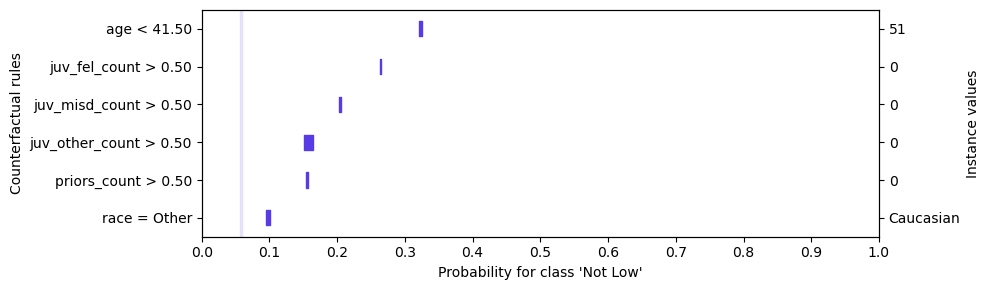 Counterfactual rules
age < 41.50
51
juv_fel_count > 0.50
0
juv_misd_count > 0.50
0
juv_other_count > 0.50
0
priors_count > 0.50
0
race = Other
Caucasian
Instance values
0.0 0.1 0.2 0.3 0.4 0.5 0.6 0.7 0.8 0.9 1.0
Probability for class 'Not Low'